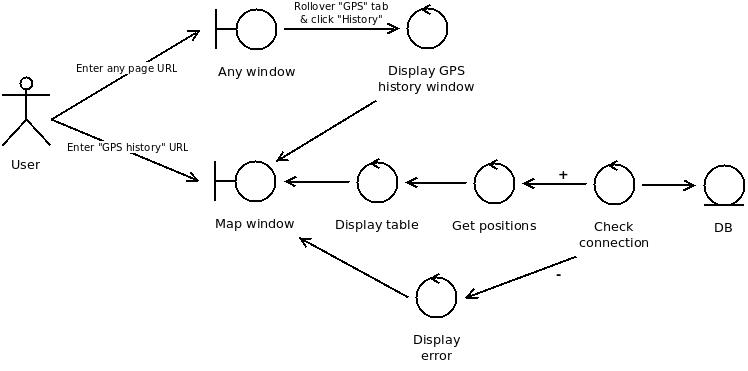 Rollover "GPS" tab
& click "History"
Enter any page URL
Any window
Display GPS
history window
User
Enter "GPS history" URL
+
Map window
Display table
Get positions
Check
connection
DB
-
Display
error